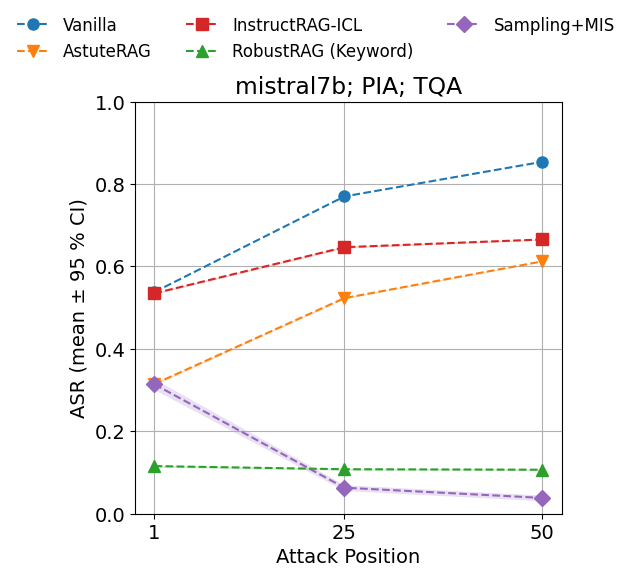 Vanilla
AstuteRAG
InstructRAG-ICL
RobustRAG (Keyword)
Sampling+MIS
mistral7b; PIA; TQA
ASR (mean ± 95 % CI)
1.0
0.8
0.6
0.4
0.2
0.0
1
25
50
Attack Position